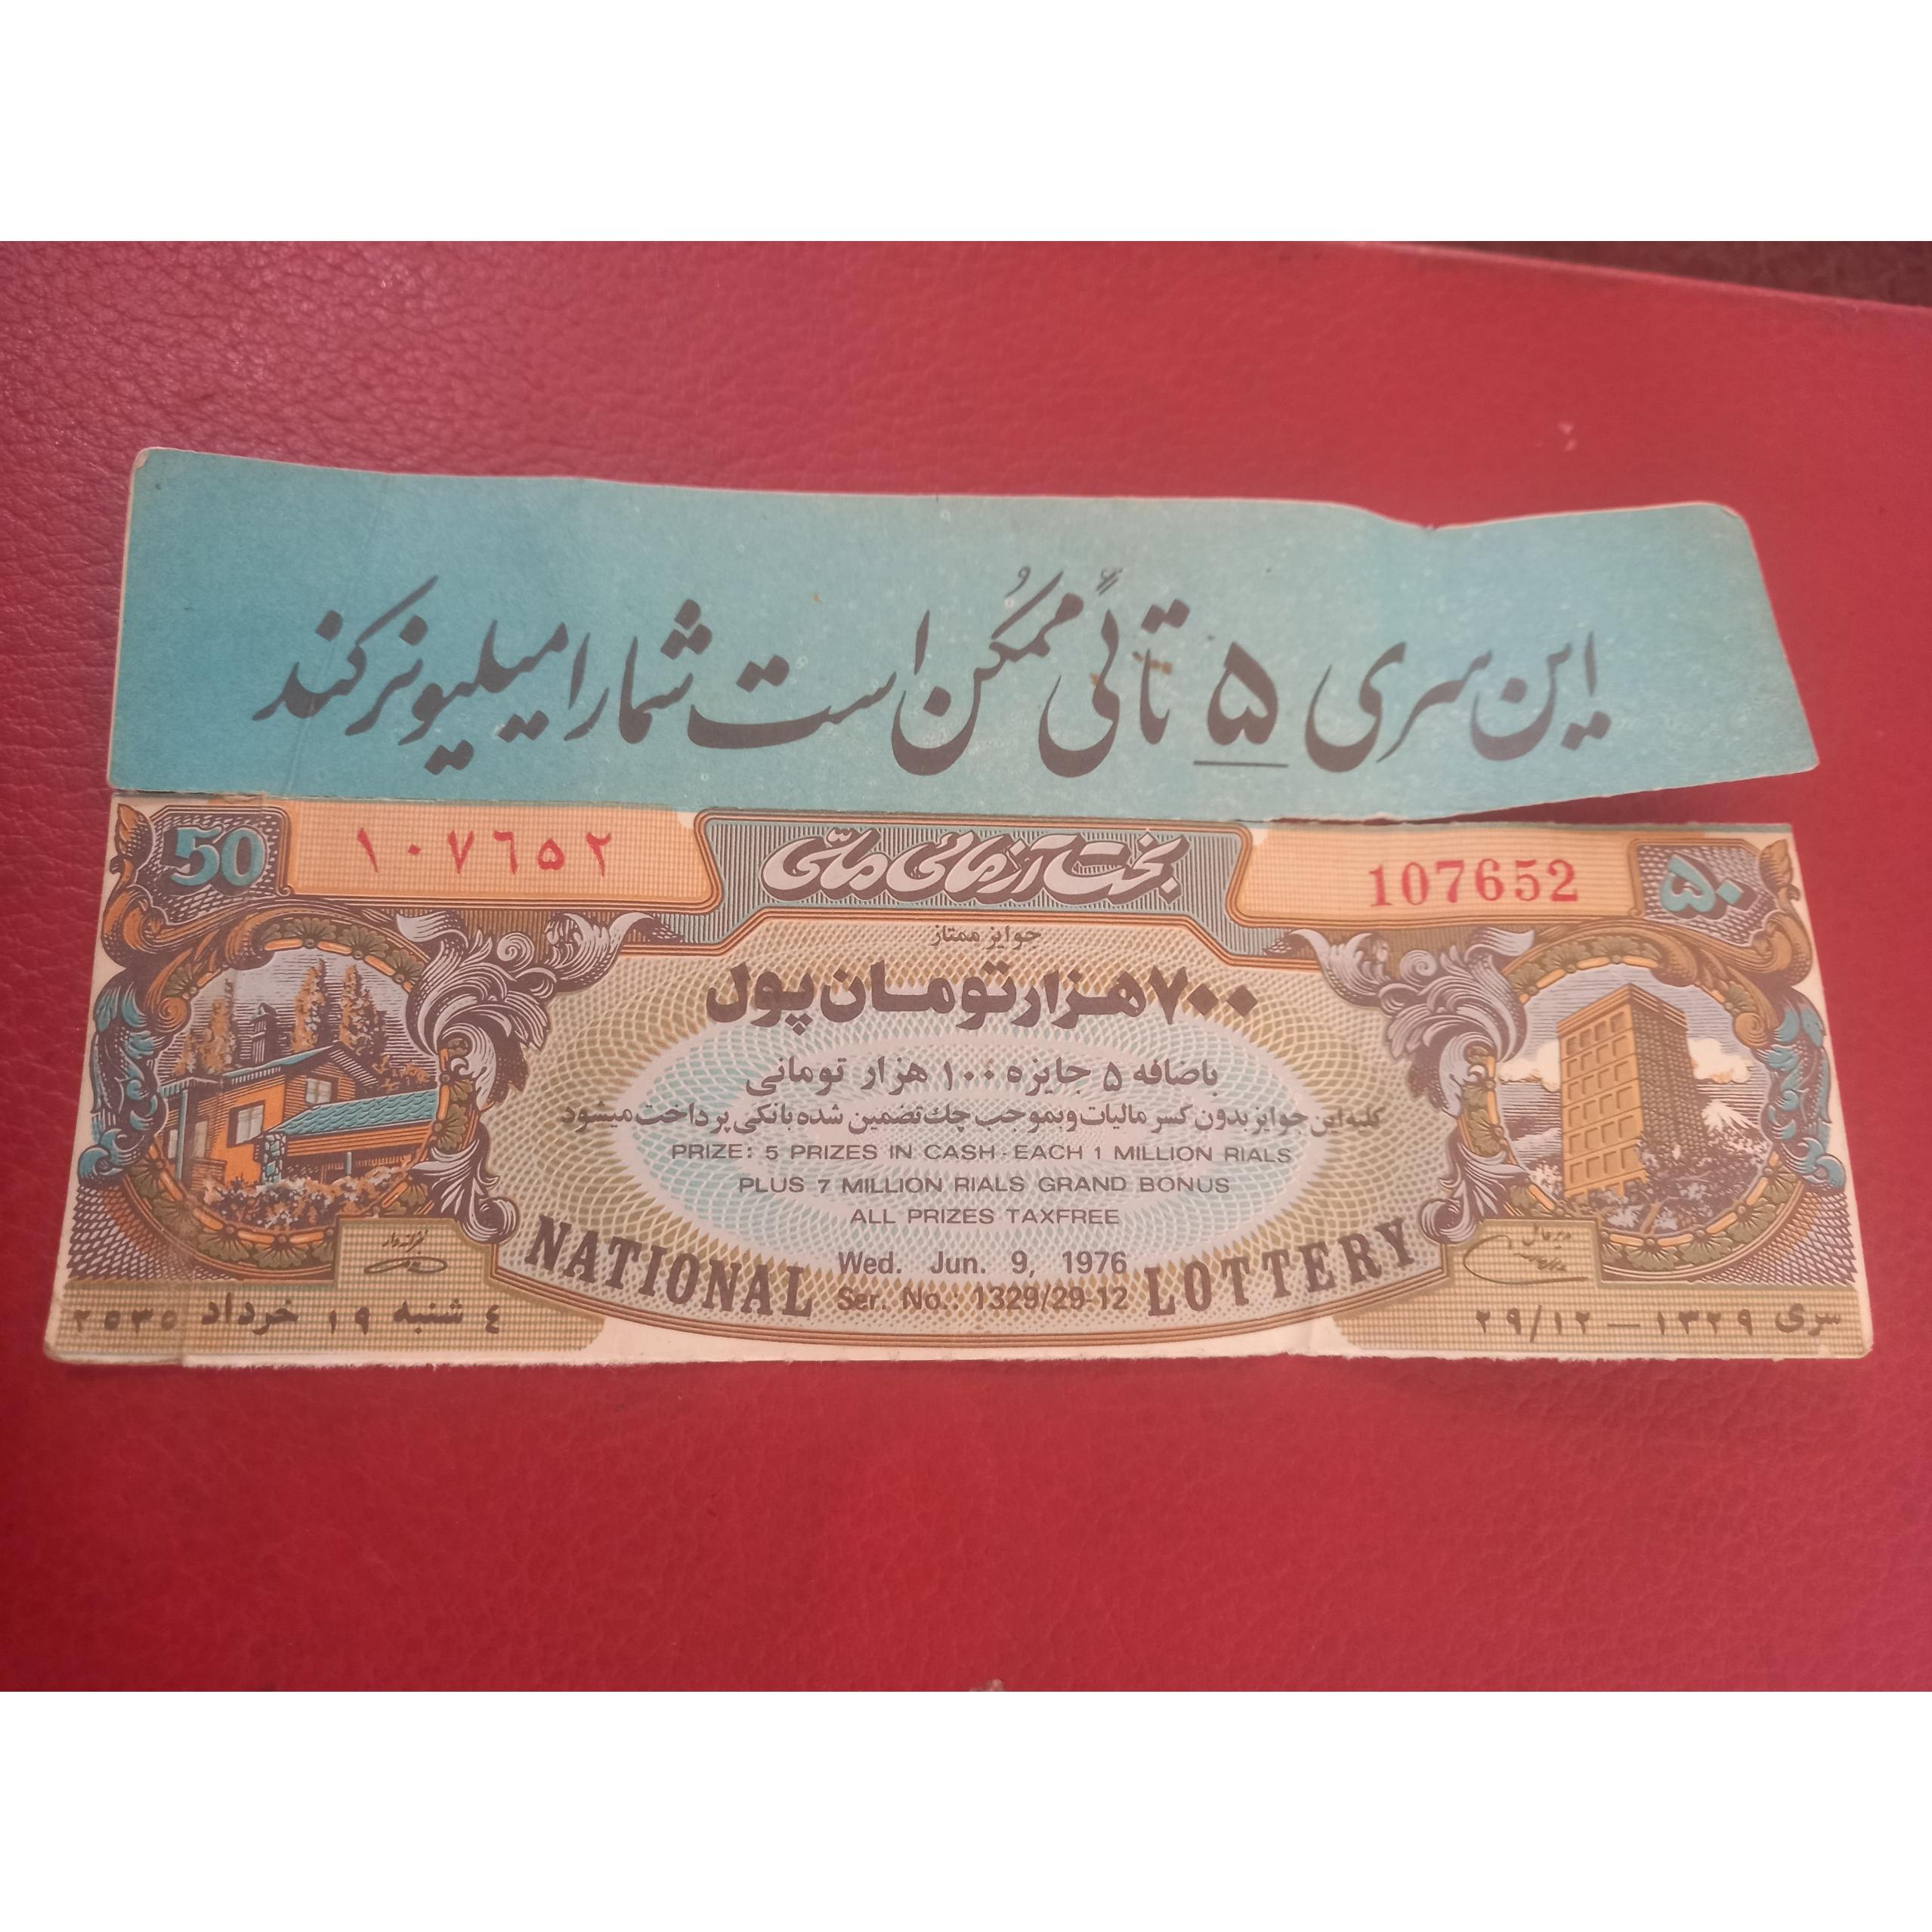 این سری ۵ تائی ممکن است شما را میلیونر کند
50 ۱۰۷۶۵۲ بخت آزمائی ملی 107652 ۵۰
جوایز ممتاز
۷۰۰ هزار تومان پول
باضافه ۵ جایزه ۱۰۰ هزار تومانی
کلیه این جوایز بدون کسر مالیات و بموجب چك تضمین شده بانکی پرداخت میشود
PRIZE: 5 PRIZES IN CASH - EACH 1 MILLION RIALS
PLUS 7 MILLION RIALS GRAND BONUS
ALL PRIZES TAXFREE
NATIONAL LOTTERY
Wed. Jun. 9, 1976
Ser. No.: 1329/29-12
خزانه دار
مدیر عامل
٤ شنبه ۱۹ خرداد ۲۵۳۵
سری ۱۳۲۹ — ۲۹/۱۲